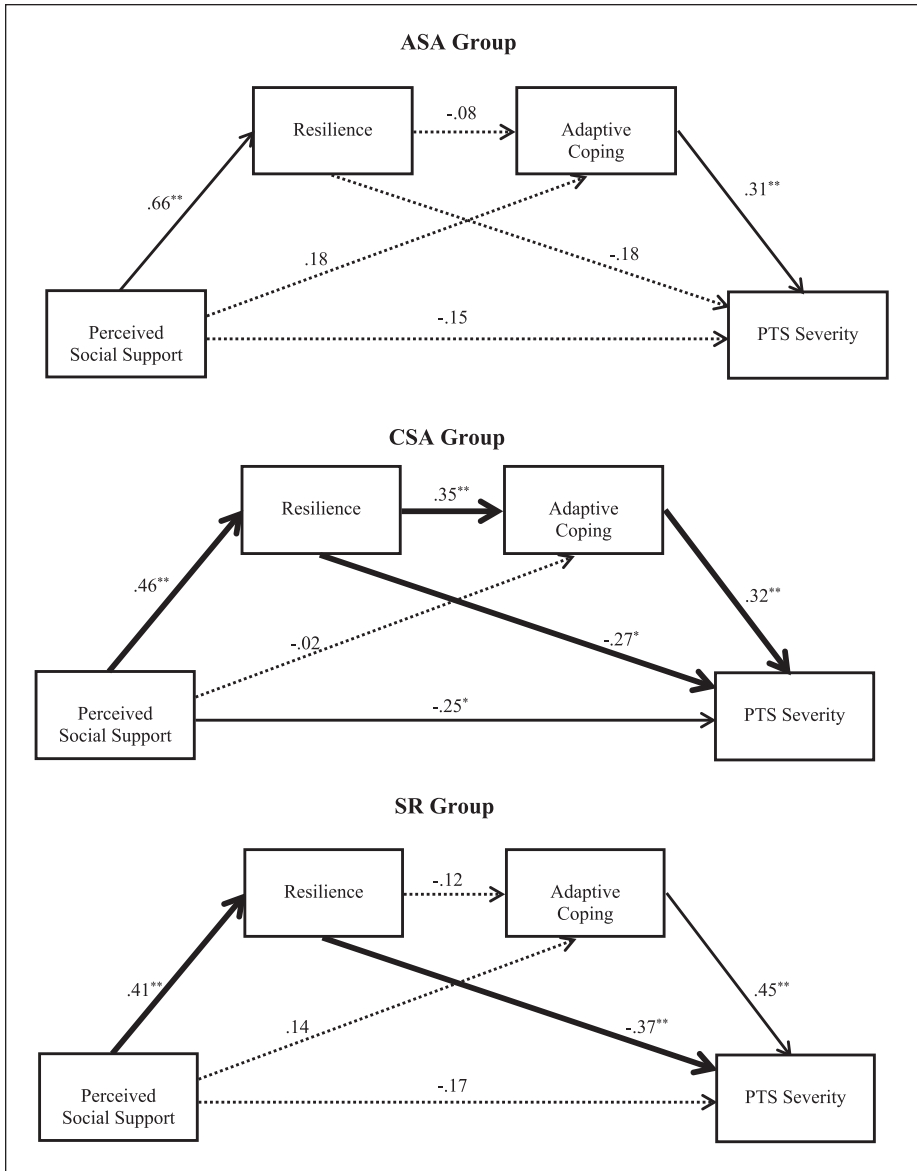 ASA Group
Resilience
-.08
Adaptive
Coping
.66**
.31**
.18
-.18
Perceived
Social Support
-.15
PTS Severity
CSA Group
Resilience
.35**
Adaptive
Coping
.46**
.32**
-.02
-.27*
Perceived
Social Support
-.25*
PTS Severity
SR Group
Resilience
-.12
Adaptive
Coping
.41**
.45**
.14
-.37**
Perceived
Social Support
-.17
PTS Severity